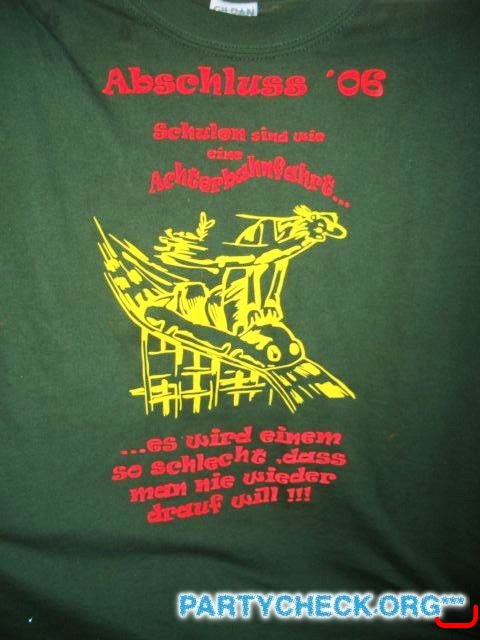 GILDAN
Abschluss '06
Schulen sind wie
eine
Achterbahnfahrt...
...es wird einem
so schlecht ,dass
man nie wieder
drauf will !!!
PARTYCHECK.ORG***